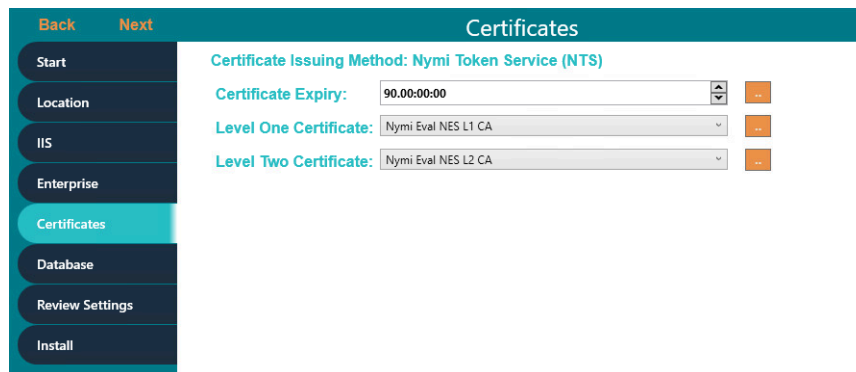 Back Next Certificates
Start
Location
IIS
Enterprise
Certificates
Database
Review Settings
Install
Certificate Issuing Method: Nymi Token Service (NTS)
Certificate Expiry: 90.00:00:00 ..
Level One Certificate: Nymi Eval NES L1 CA ..
Level Two Certificate: Nymi Eval NES L2 CA ..